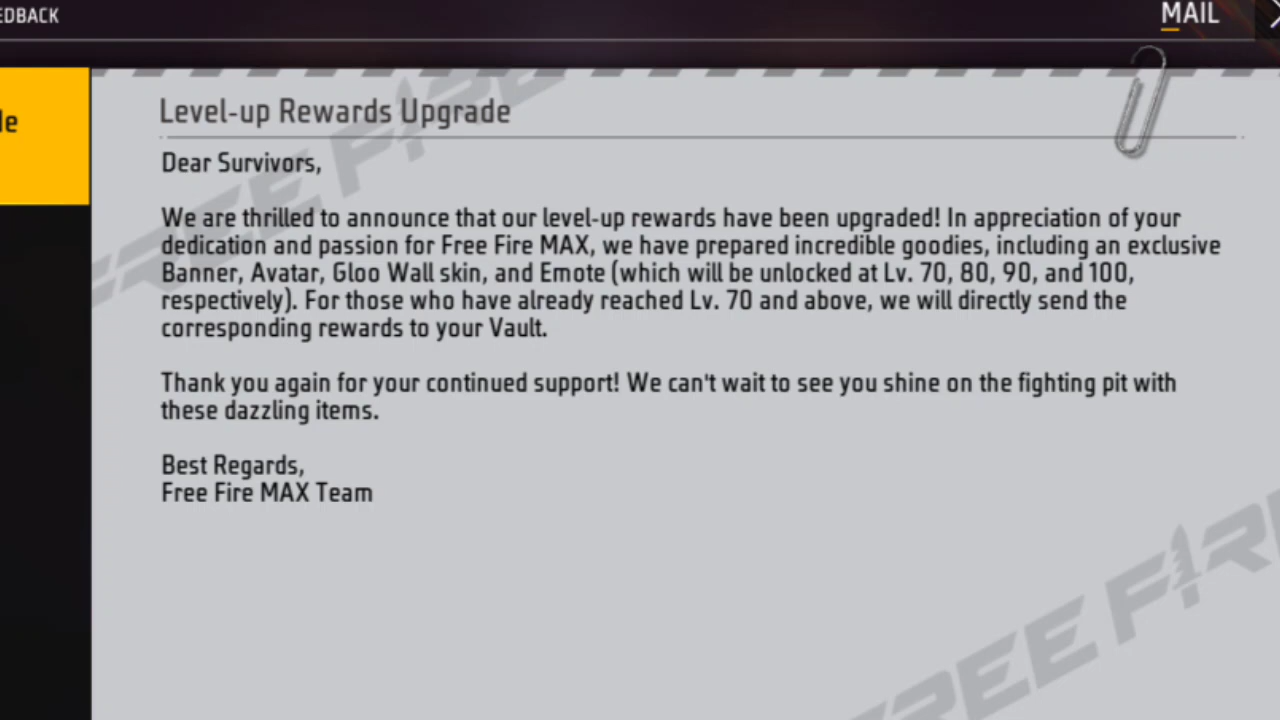 EDBACK
MAIL
le
Level-up Rewards Upgrade
Dear Survivors,
We are thrilled to announce that our level-up rewards have been upgraded! In appreciation of your
dedication and passion for Free Fire MAX, we have prepared incredible goodies, including an exclusive
Banner, Avatar, Gloo Wall skin, and Emote (which will be unlocked at Lv. 70, 80, 90, and 100,
respectively). For those who have already reached Lv. 70 and above, we will directly send the
corresponding rewards to your Vault.
Thank you again for your continued support! We can't wait to see you shine on the fighting pit with
these dazzling items.
Best Regards,
Free Fire MAX Team
FREE FIRE
FREE FIRE